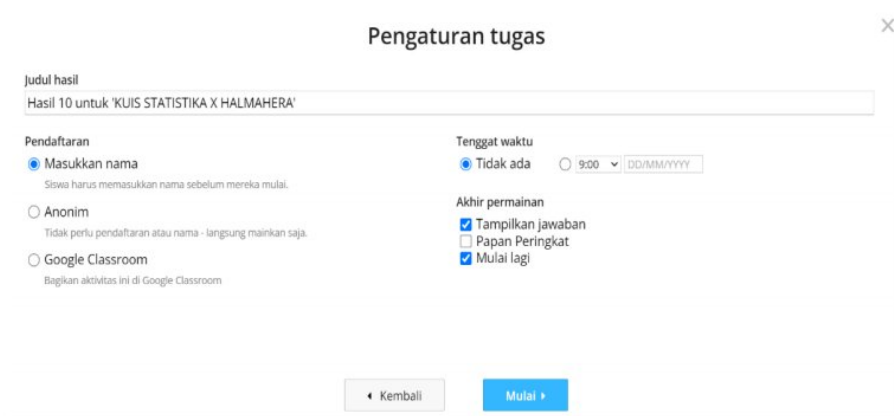 Pengaturan tugas
Judul hasil
Hasil 10 untuk 'KUIS STATISTIKA X HALMAHERA'
Pendaftaran
Masukkan nama
Siswa harus memasukkan nama sebelum mereka mulai.
Anonim
Tidak perlu pendaftaran atau nama - langsung mainkan saja.
Google Classroom
Bagikan aktivitas ini di Google Classroom
Tenggat waktu
Tidak ada 9:00 DD/MM/YYYY
Akhir permainan
Tampilkan jawaban
Papan Peringkat
Mulai lagi
Kembali Mulai